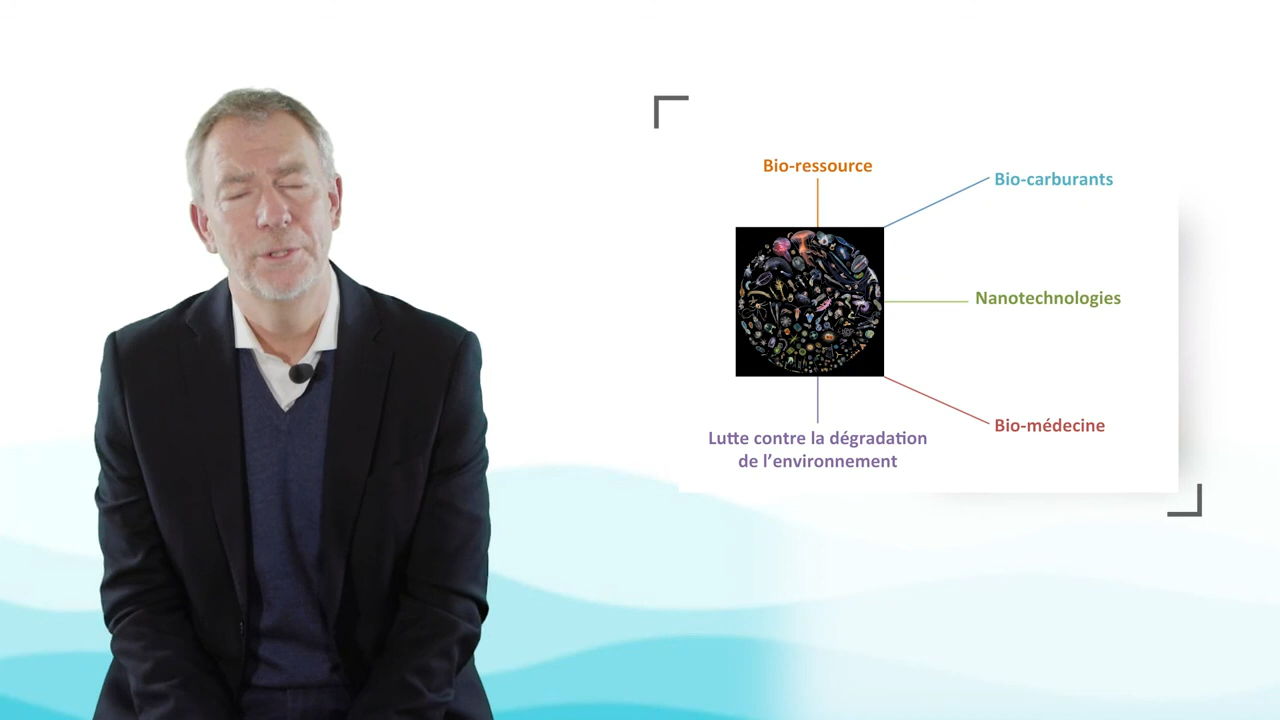 Bio-ressource
Bio-carburants
Nanotechnologies
Bio-médecine
Lutte contre la dégradation
de l’environnement